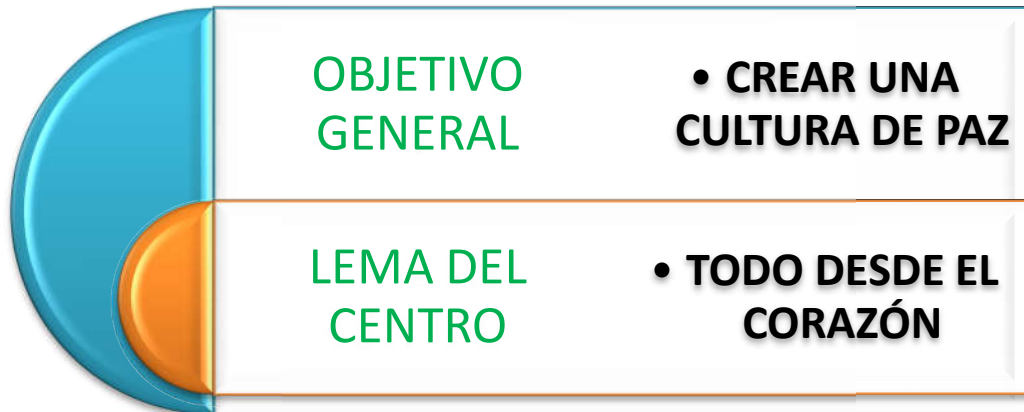 OBJETIVO
GENERAL
• CREAR UNA
CULTURA DE PAZ
LEMA DEL
CENTRO
• TODO DESDE EL
CORAZÓN